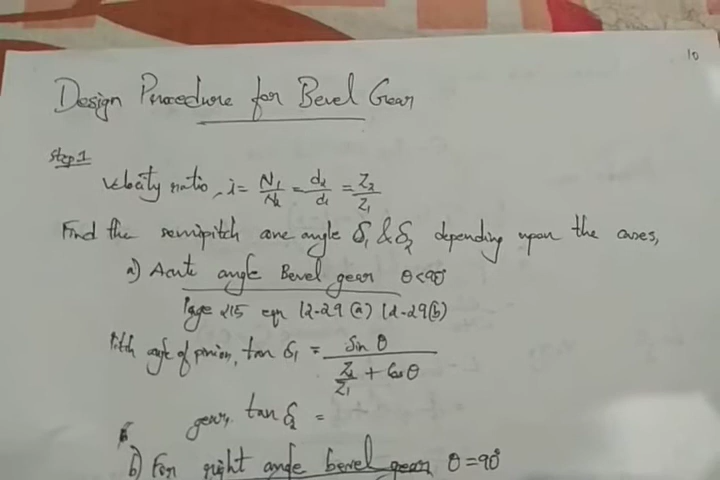 10
Design Procedure for Bevel Gear
Step 1
Velocity ratio, i = N1/N2 = d2/d1 = Z2/Z1
Find the semipitch cone angle δ1 & δ2 depending upon the cases,
a) Acute angle Bevel gear θ<90°
Page 215 eqn 12-29 (a) 12-29(b)
Pitch angle of pinion, tan δ1 = Sin θ / (Z2/Z1 + Cos θ)
gear, tan δ2 =
b) For right angle bevel gear θ=90°